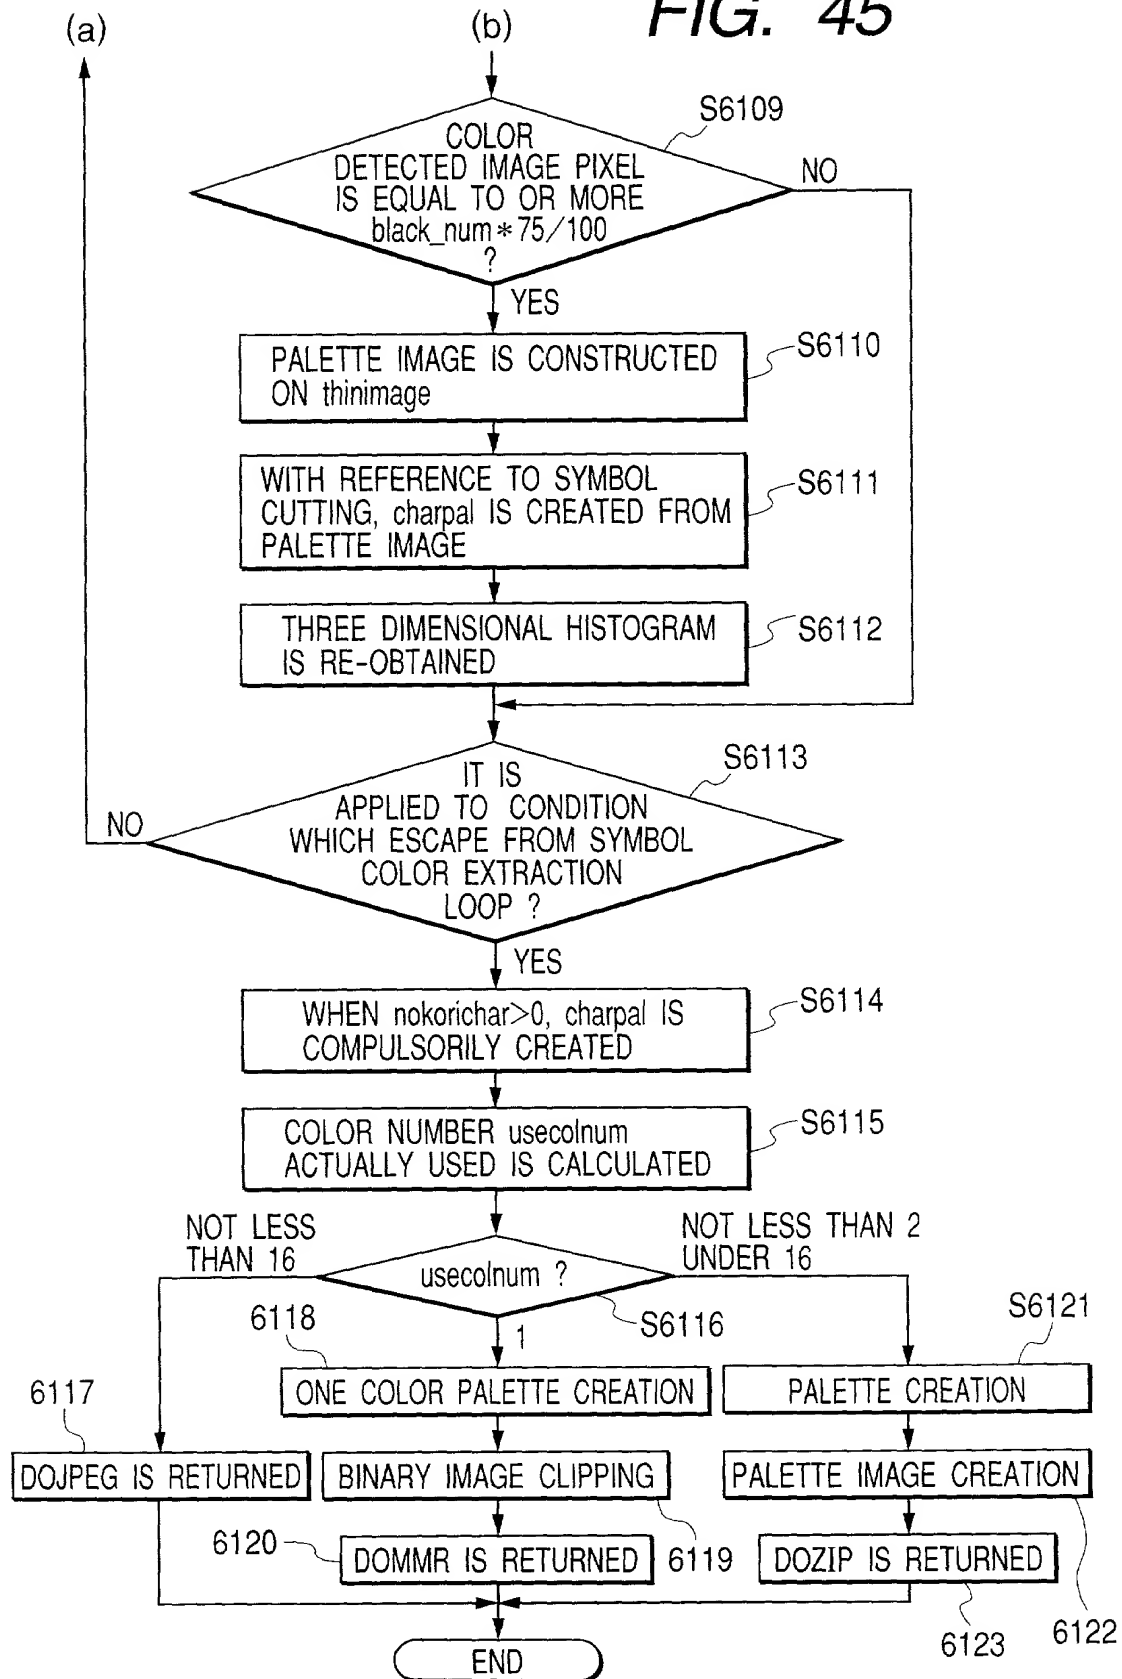 FIG. 45
(a)
(b)
S6109
COLOR
DETECTED IMAGE PIXEL
IS EQUAL TO OR MORE
black_num*75/100
?
NO
YES
PALETTE IMAGE IS CONSTRUCTED
ON thinimage
S6110
WITH REFERENCE TO SYMBOL
CUTTING, charpal IS CREATED FROM
PALETTE IMAGE
S6111
THREE DIMENSIONAL HISTOGRAM
IS RE-OBTAINED
S6112
S6113
IT IS
APPLIED TO CONDITION
WHICH ESCAPE FROM SYMBOL
COLOR EXTRACTION
LOOP ?
NO
YES
WHEN nokorichar>0, charpal IS
COMPULSORILY CREATED
S6114
COLOR NUMBER usecolnum
ACTUALLY USED IS CALCULATED
S6115
NOT LESS
THAN 16
NOT LESS THAN 2
UNDER 16
usecolnum ?
S6116
1
6118
S6121
ONE COLOR PALETTE CREATION
PALETTE CREATION
6117
DOJPEG IS RETURNED
BINARY IMAGE CLIPPING
PALETTE IMAGE CREATION
6120
DOMMR IS RETURNED
6119
DOZIP IS RETURNED
6123
6122
END